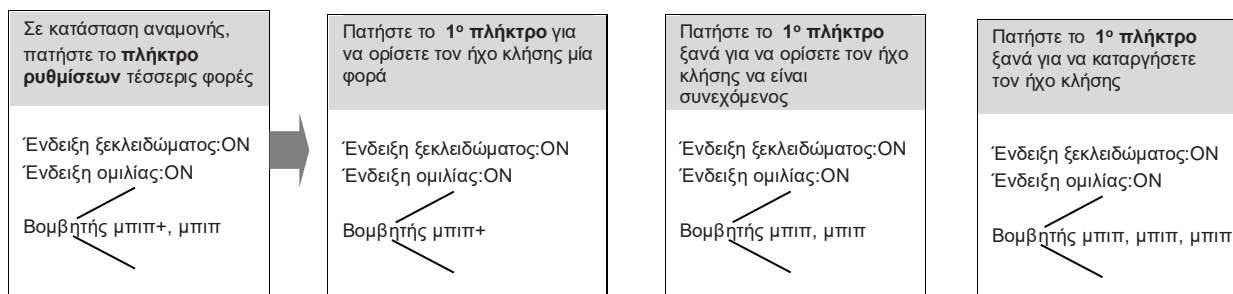 Σε κατάσταση αναμονής,
πατήστε το πλήκτρο
ρυθμίσεων τέσσερις φορές
Ένδειξη ξεκλειδώματος:ON
Ένδειξη ομιλίας:ON
Βομβητής μπιπ+, μπιπ
Πατήστε το 1º πλήκτρο για
να ορίσετε τον ήχο κλήσης μία
φορά
Ένδειξη ξεκλειδώματος:ON
Ένδειξη ομιλίας:ON
Βομβητής μπιπ+
Πατήστε το 1º πλήκτρο
ξανά για να ορίσετε τον ήχο
κλήσης να είναι
συνεχόμενος
Ένδειξη ξεκλειδώματος:ON
Ένδειξη ομιλίας:ON
Βομβητής μπιπ, μπιπ
Πατήστε το 1º πλήκτρο
ξανά για να καταργήσετε
τον ήχο κλήσης
Ένδειξη ξεκλειδώματος:ON
Ένδειξη ομιλίας:ON
Βομβητής μπιπ, μπιπ, μπιπ